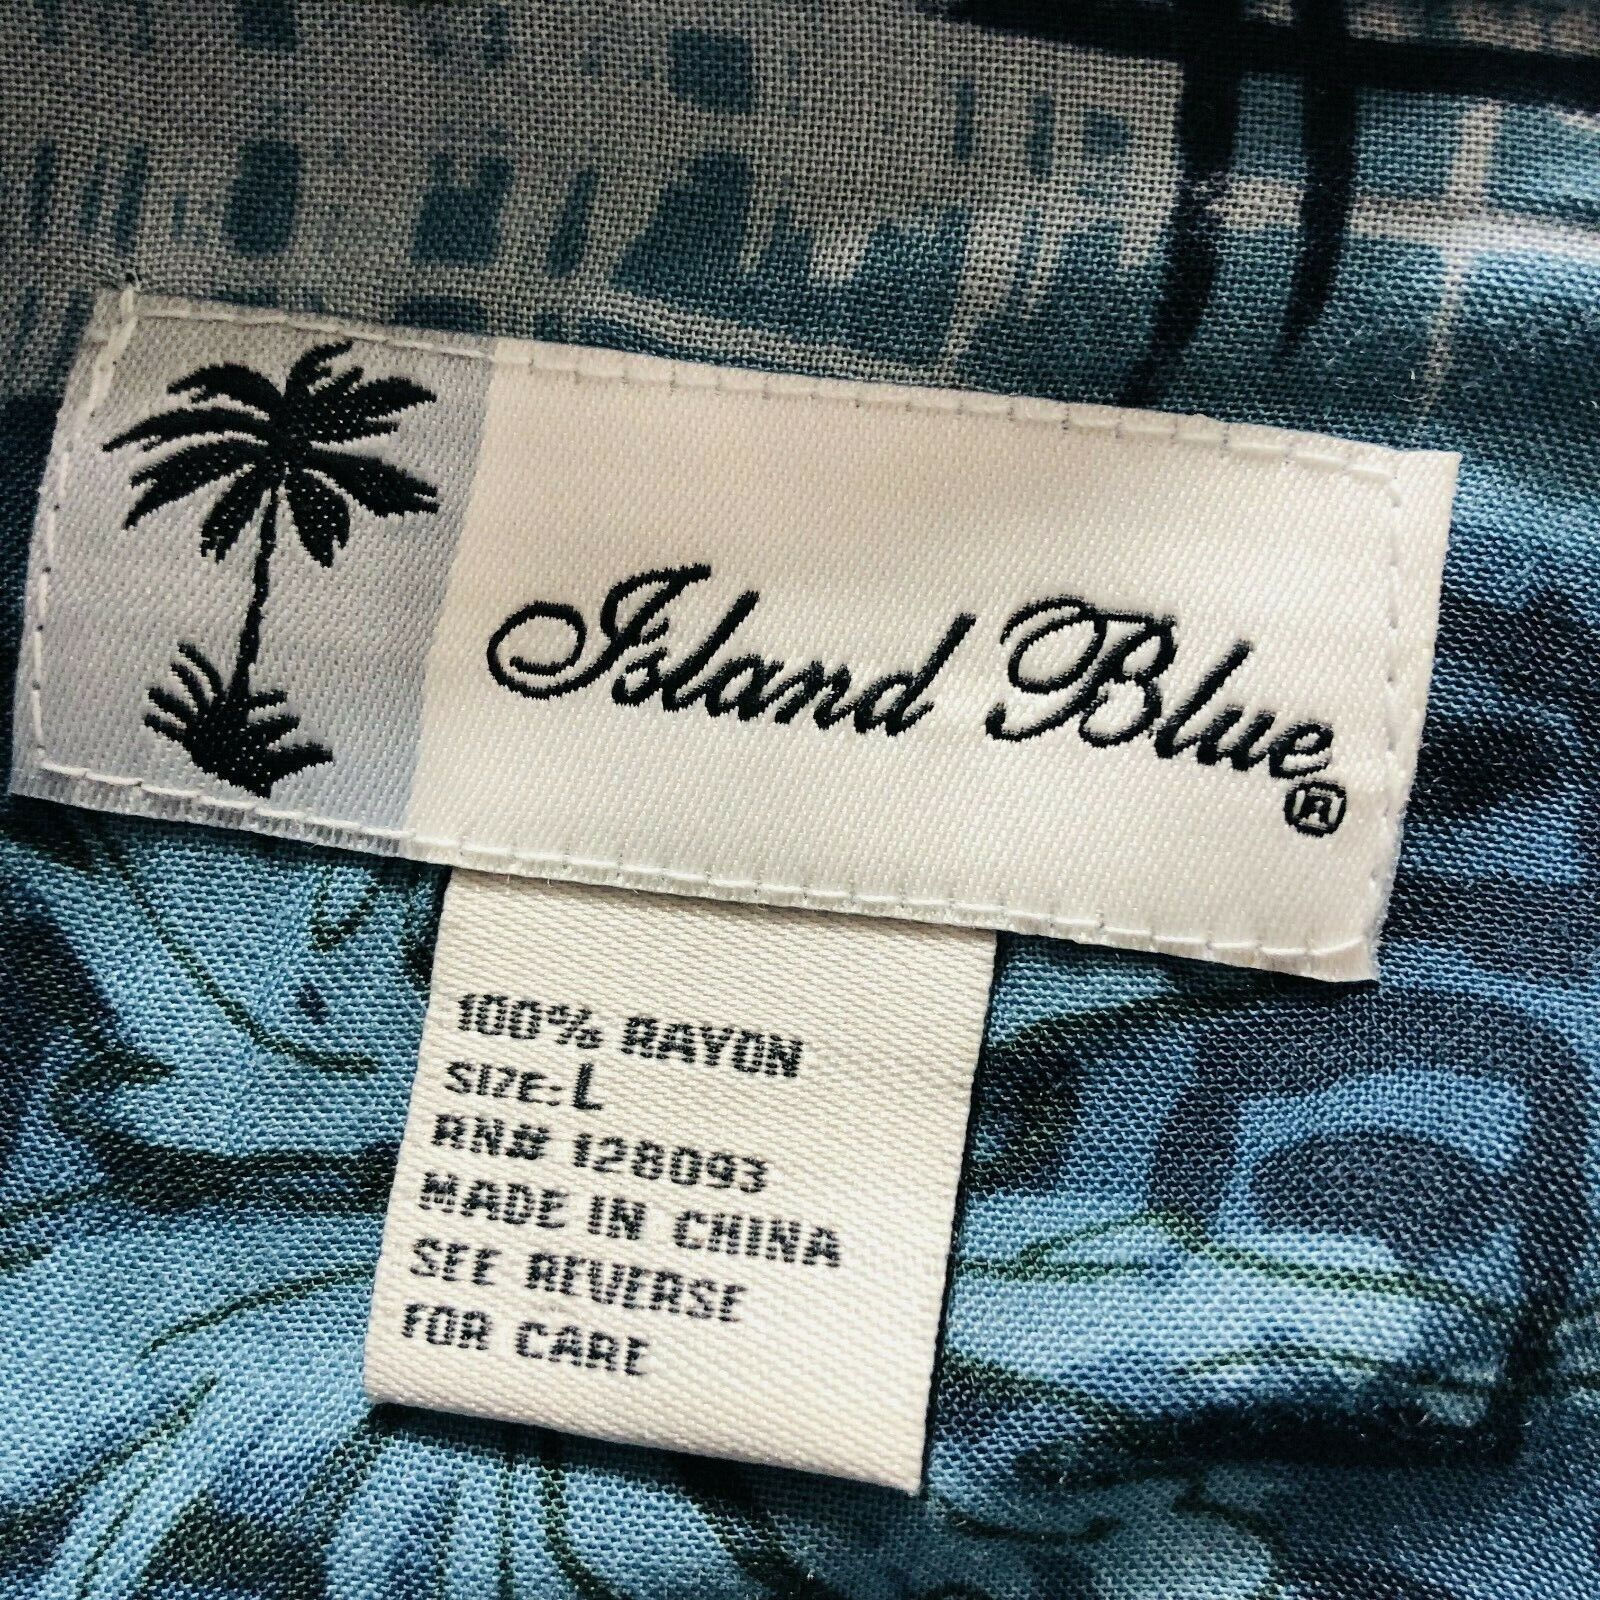 Island Blue®
100% RAYON
SIZE: L
RN# 128093
MADE IN CHINA
SEE REVERSE
FOR CARE